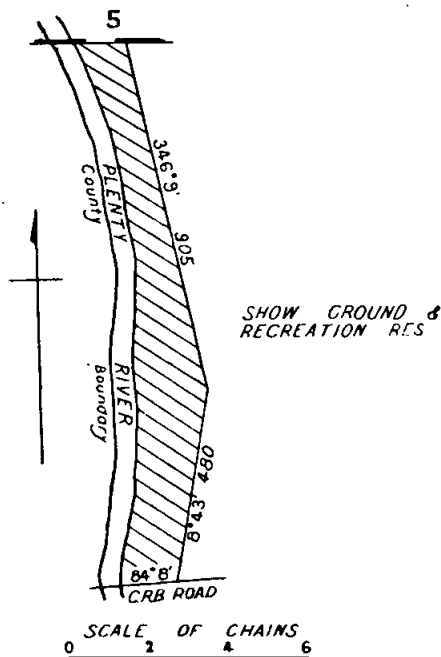 5
346°9'
905
PLENTY
County
RIVER
Boundary
SHOW GROUND &
RECREATION RES
480
8°43'
84°8'
CRB ROAD
SCALE OF CHAINS
0 2 4 6